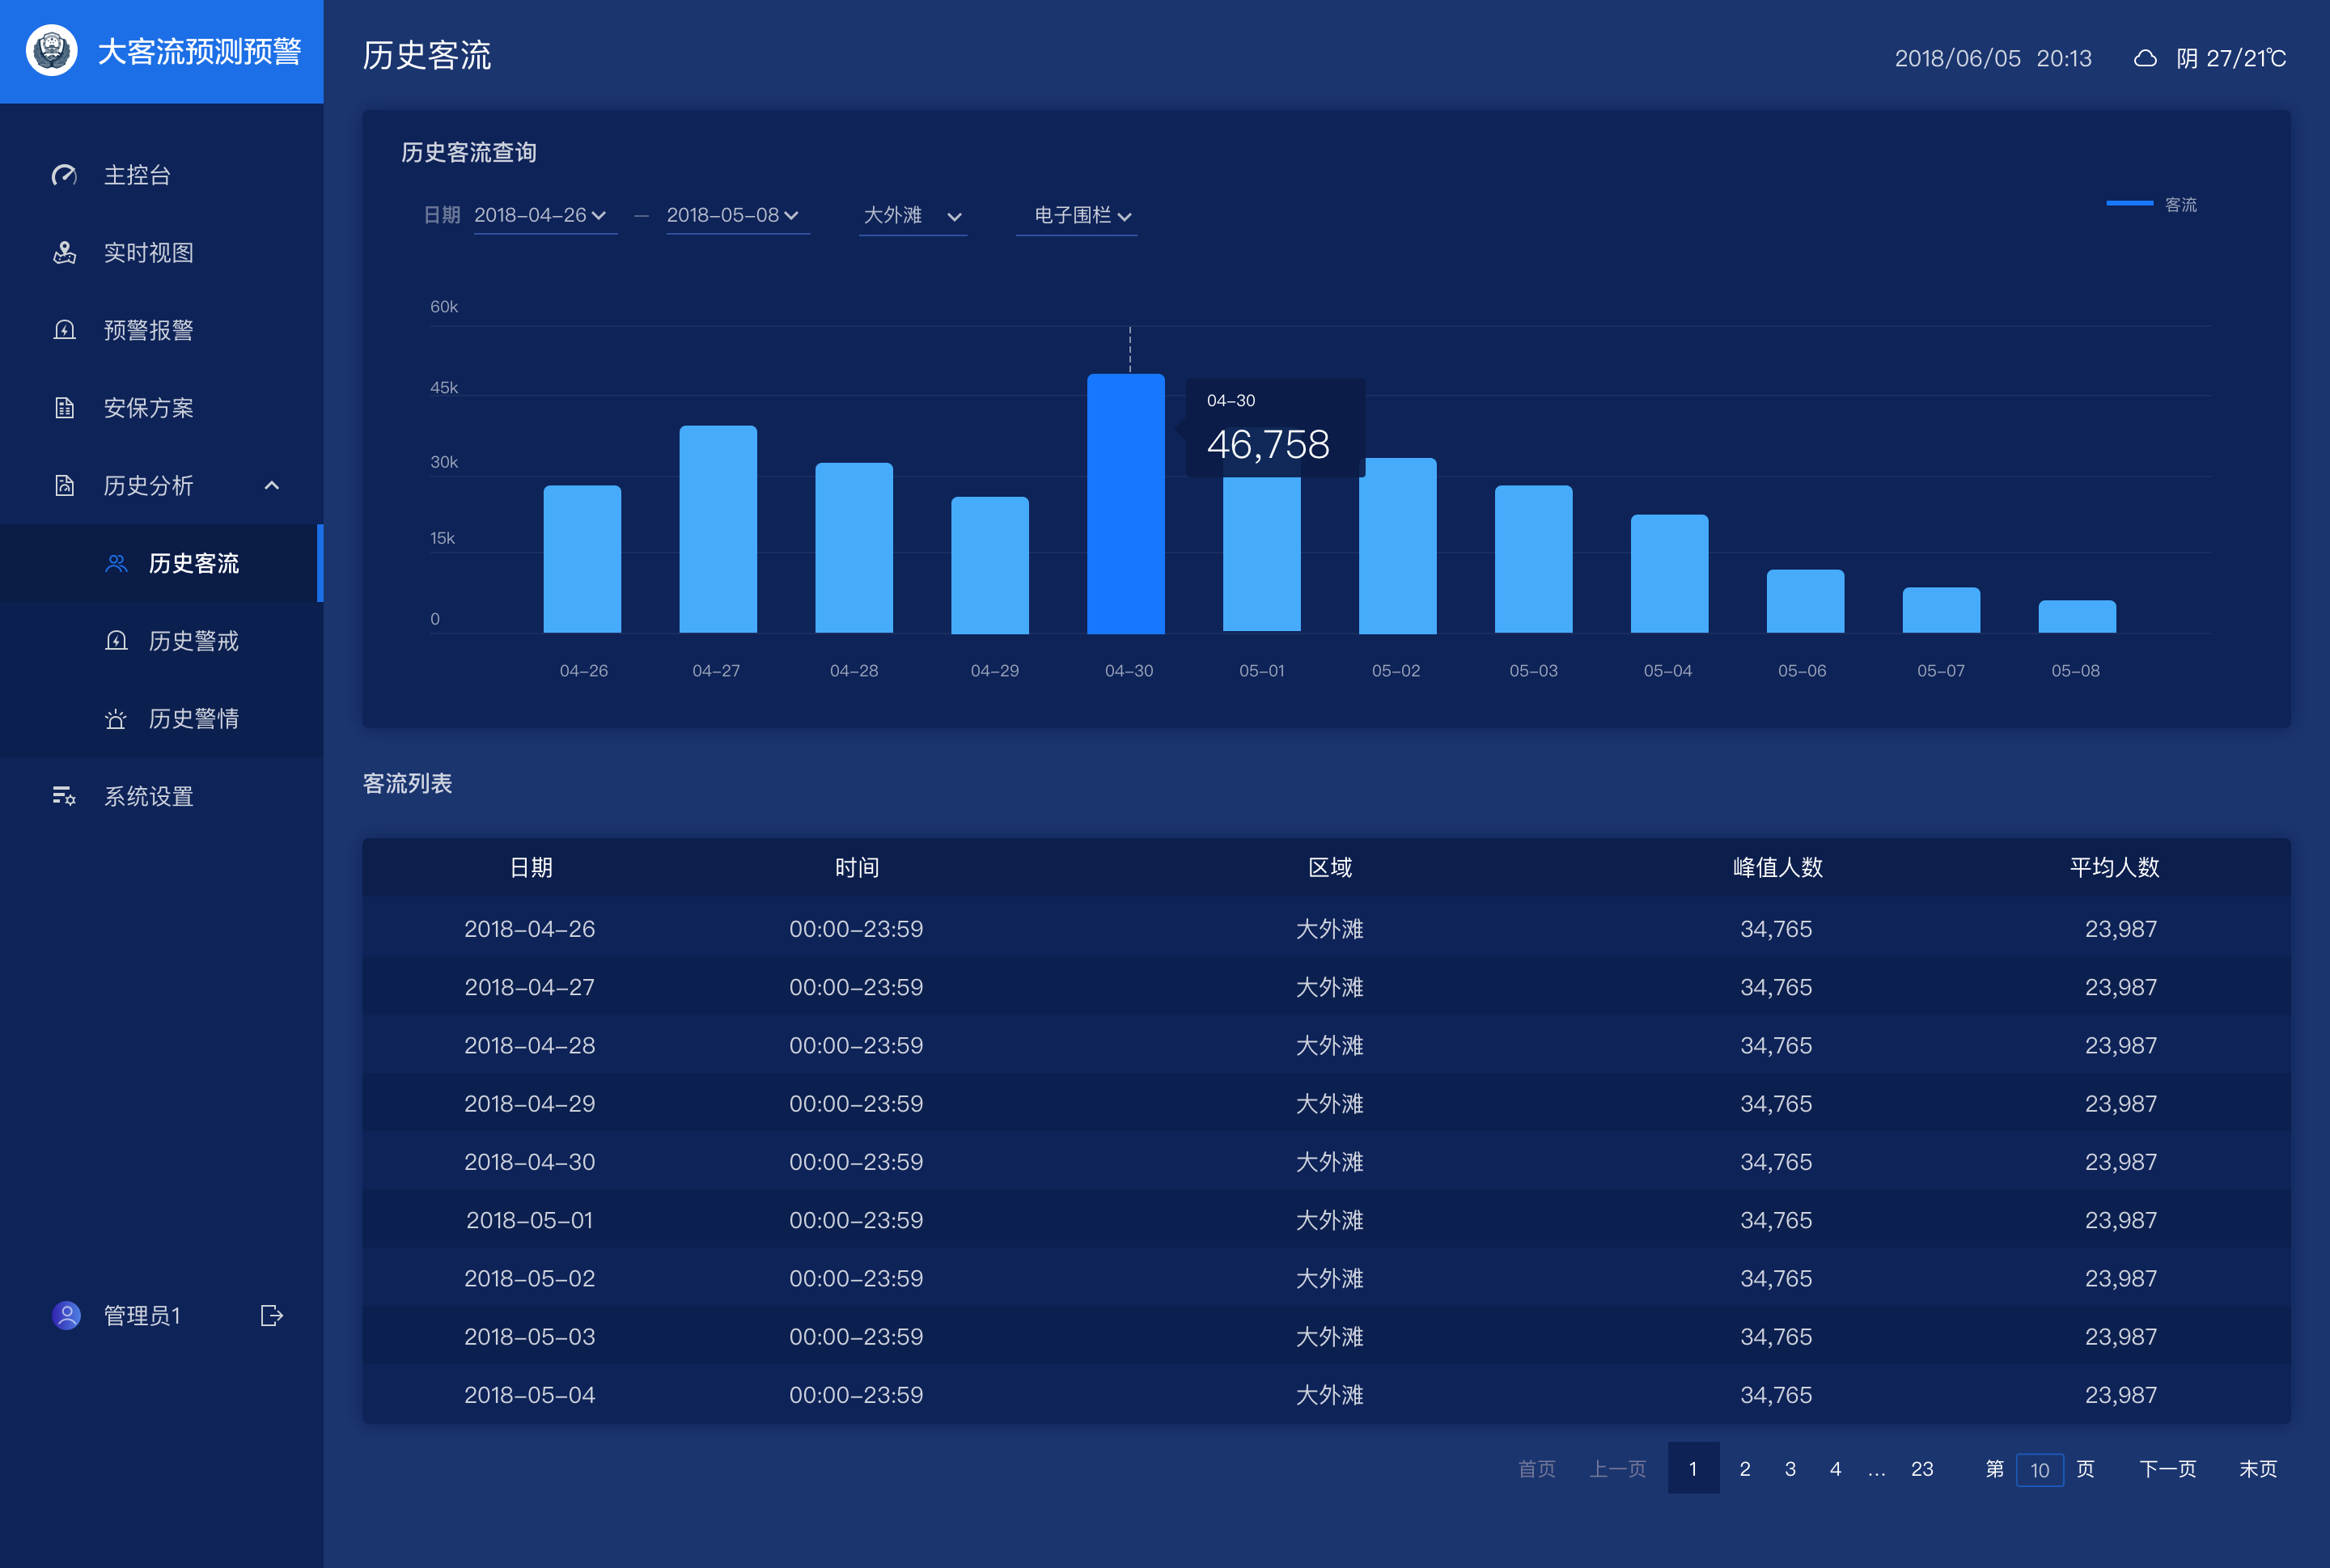 大客流预测预警
历史客流
2018/06/05 20:13 阴 27/21℃
主控台
实时视图
预警报警
安保方案
历史分析
历史客流
历史警戒
历史警情
系统设置
管理员1
历史客流查询
日期 2018-04-26 — 2018-05-08 大外滩 电子围栏
客流
60k
45k
30k
15k
0
04-30
46,758
04-26 04-27 04-28 04-29 04-30 05-01 05-02 05-03 05-04 05-06 05-07 05-08
客流列表
日期 时间 区域 峰值人数 平均人数
2018-04-26 00:00-23:59 大外滩 34,765 23,987
2018-04-27 00:00-23:59 大外滩 34,765 23,987
2018-04-28 00:00-23:59 大外滩 34,765 23,987
2018-04-29 00:00-23:59 大外滩 34,765 23,987
2018-04-30 00:00-23:59 大外滩 34,765 23,987
2018-05-01 00:00-23:59 大外滩 34,765 23,987
2018-05-02 00:00-23:59 大外滩 34,765 23,987
2018-05-03 00:00-23:59 大外滩 34,765 23,987
2018-05-04 00:00-23:59 大外滩 34,765 23,987
首页 上一页 1 2 3 4 ... 23 第 10 页 下一页 末页